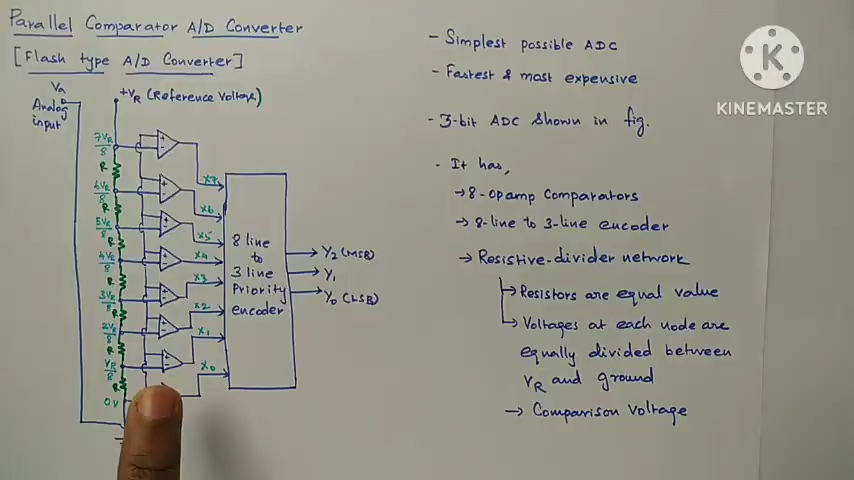 Parallel Comparator A/D Converter
[Flash type A/D Converter]
Va
Analog
input
+VR (Reference Voltage)
7VR/8
R
6VR/8
R
5VR/8
R
4VR/8
R
3VR/8
R
2VR/8
R
VR/8
R
0V
+
-
+
-
+
-
+
-
+
-
+
-
+
-
X7
X6
X5
X4
X3
X2
X1
X0
8 line
to
3 line
Priority
encoder
Y2 (MSB)
Y1
Y0 (LSB)
- Simplest possible ADC
- Fastest & most expensive
- 3-bit ADC shown in fig.
- It has,
→ 8-opamp Comparators
→ 8-line to 3-line encoder
→ Resistive-divider network
→ Resistors are equal value
→ Voltages at each node are
equally divided between
VR and ground
→ Comparison Voltage
K
KINEMASTER